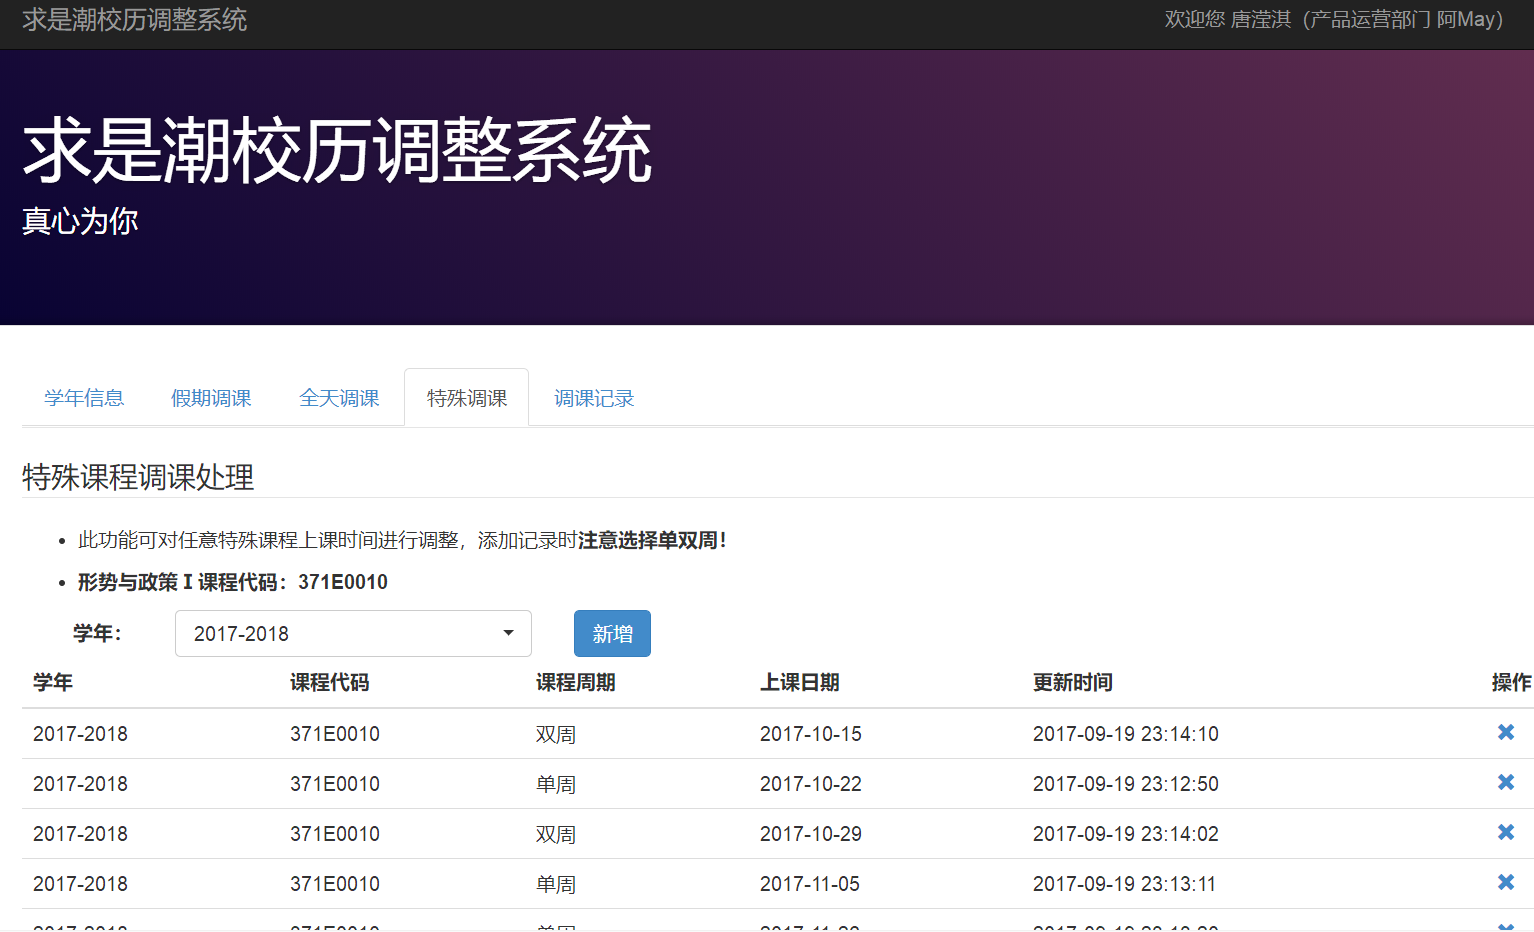 求是潮校历调整系统
欢迎您 唐滢淇（产品运营部门 阿May）
求是潮校历调整系统
真心为你
学年信息 假期调课 全天调课 特殊调课 调课记录
特殊课程调课处理
此功能可对任意特殊课程上课时间进行调整，添加记录时注意选择单双周！
形势与政策 I 课程代码：371E0010
学年： 2017-2018 新增
学年 课程代码 课程周期 上课日期 更新时间 操作
2017-2018 371E0010 双周 2017-10-15 2017-09-19 23:14:10
2017-2018 371E0010 单周 2017-10-22 2017-09-19 23:12:50
2017-2018 371E0010 双周 2017-10-29 2017-09-19 23:14:02
2017-2018 371E0010 单周 2017-11-05 2017-09-19 23:13:11
2017-2018 371E0010 单周